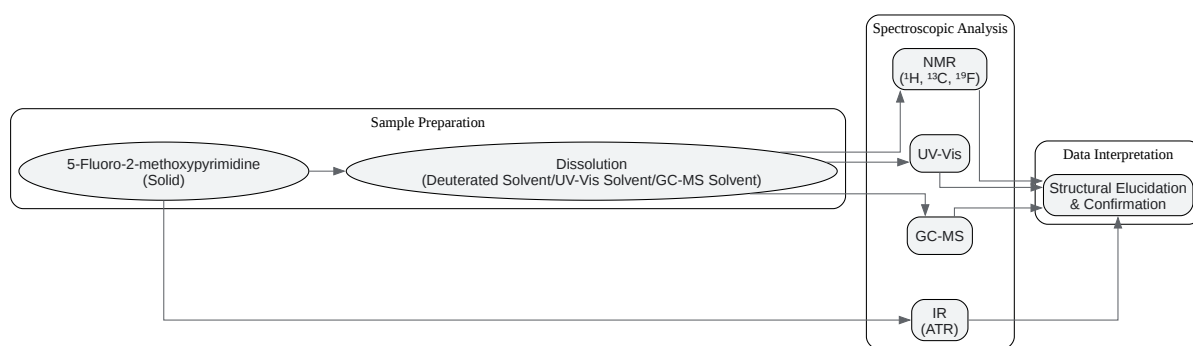 Sample Preparation
5-Fluoro-2-methoxypyrimidine
(Solid)
Dissolution
(Deuterated Solvent/UV-Vis Solvent/GC-MS Solvent)
Spectroscopic Analysis
NMR
(¹H, ¹³C, ¹⁹F)
UV-Vis
GC-MS
IR
(ATR)
Data Interpretation
Structural Elucidation
& Confirmation